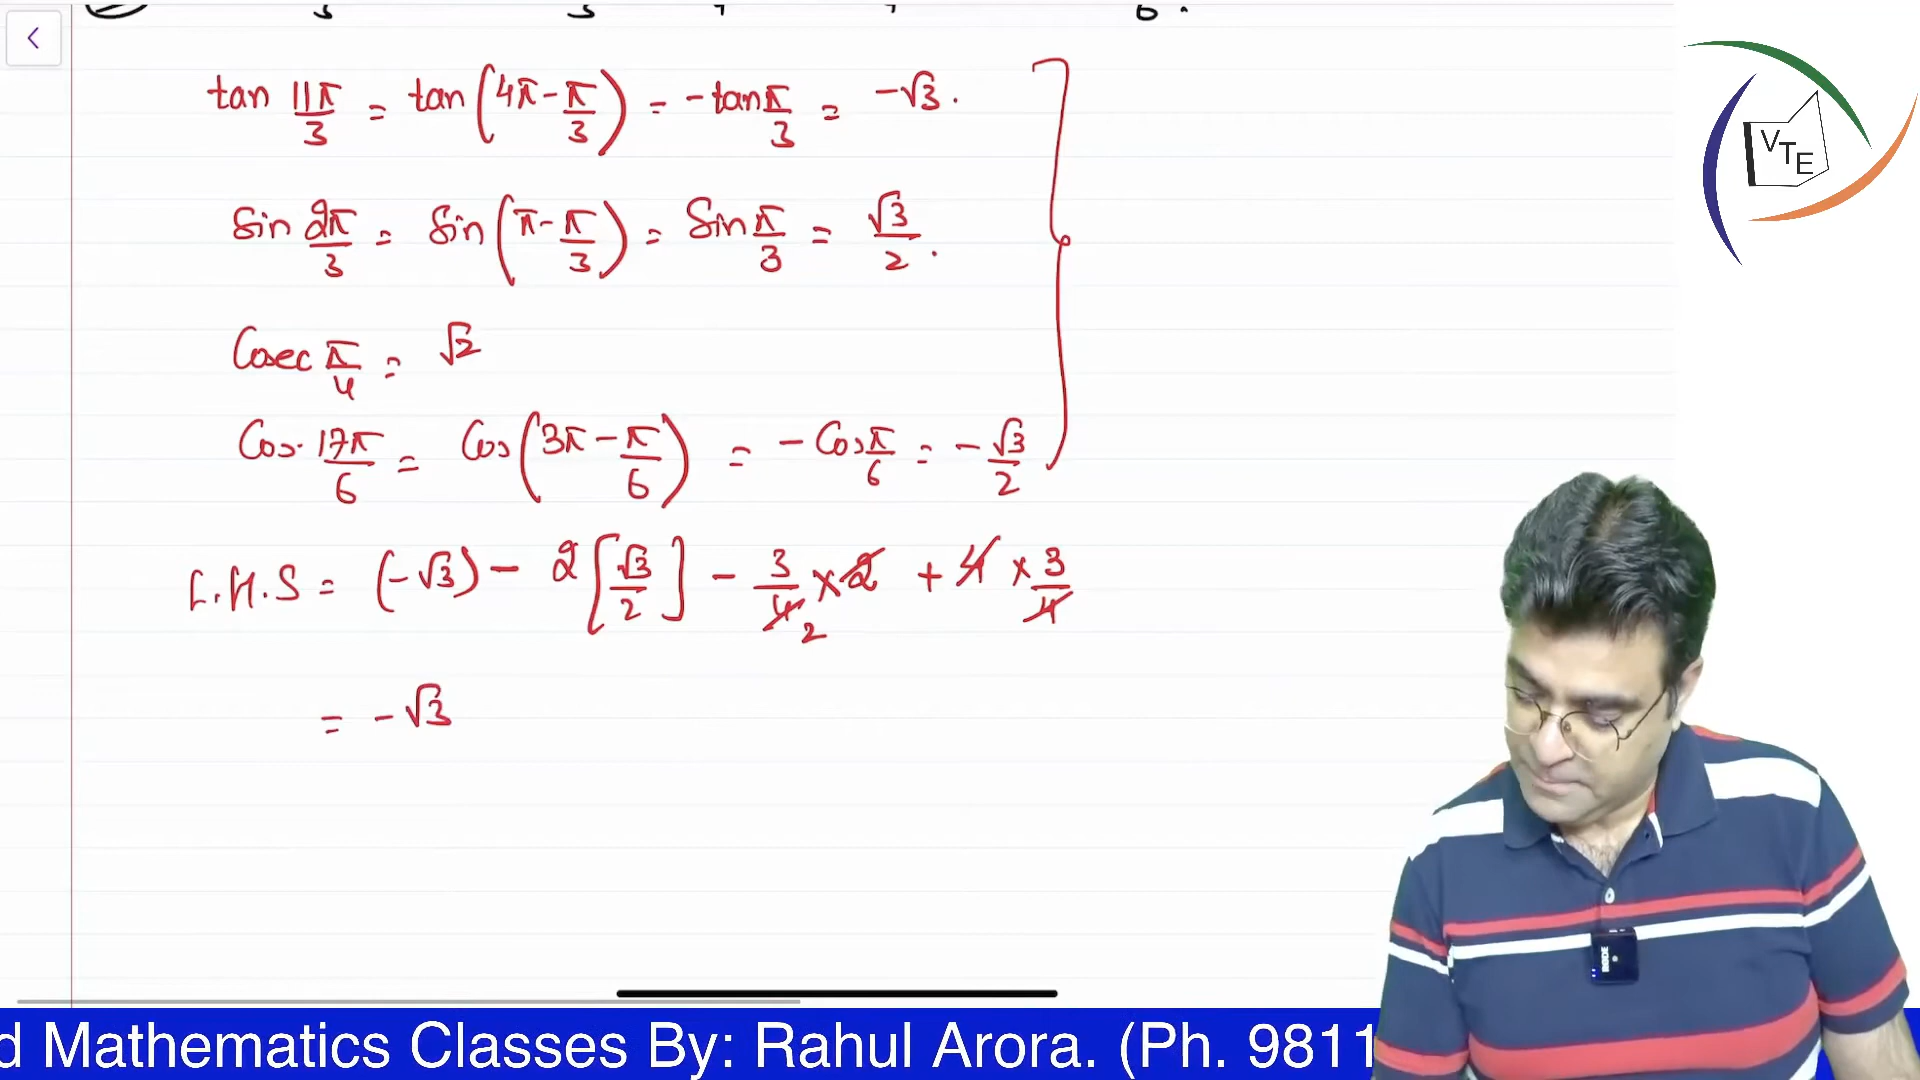 tan 11π/3 = tan (4π - π/3) = - tan π/3 = -√3.
Sin 2π/3 = Sin (π - π/3) = Sin π/3 = √3/2.
Cosec π/4 = √2
Cos 17π/6 = Cos (3π - π/6) = - Cos π/6 = - √3/2
L.H.S = (-√3) - 2 [√3/2] - 3/4 2 × 2 + 4 × 3/4
= -√3
VTE
RØDE
d Mathematics Classes By: Rahul Arora. (Ph. 9811